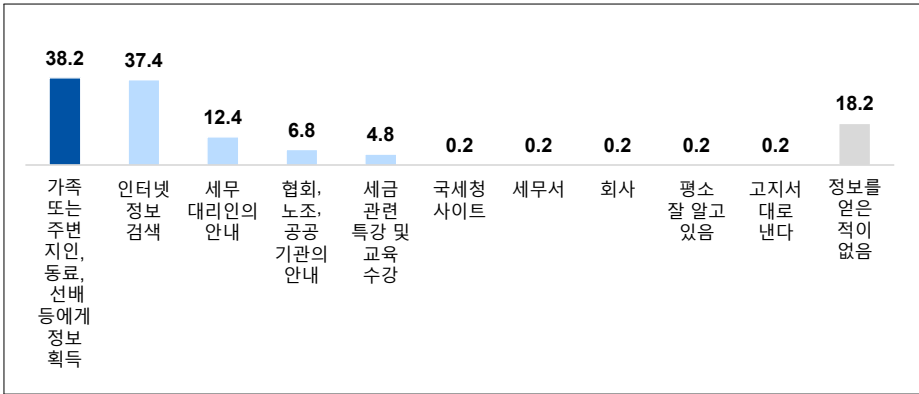 38.2
37.4
12.4
6.8
4.8
0.2
0.2
0.2
0.2
0.2
18.2
가족
또는
주변
지인,
동료,
선배
등에게
정보
획득
인터넷
정보
검색
세무
대리인의
안내
협회,
노조,
공공
기관의
안내
세금
관련
특강 및
교육
수강
국세청
사이트
세무서
회사
평소
잘 알고
있음
고지서
대로
낸다
정보를
얻은
적이
없음